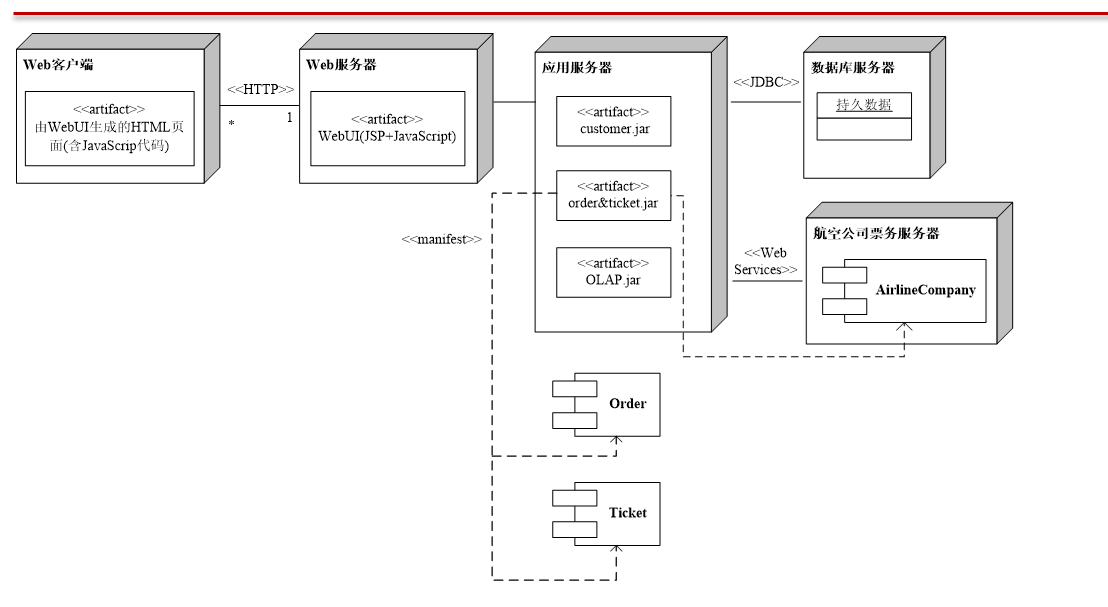 Web客户端
<<artifact>>
由WebUI生成的HTML页
面(含JavaScrip代码)
<<HTTP>>
*
1
Web服务器
<<artifact>>
WebUI(JSP+JavaScript)
应用服务器
<<artifact>>
customer.jar
<<artifact>>
order&ticket.jar
<<artifact>>
OLAP.jar
<<JDBC>>
数据库服务器
持久数据
<<manifest>>
<<Web
Services>>
航空公司票务服务器
AirlineCompany
Order
Ticket